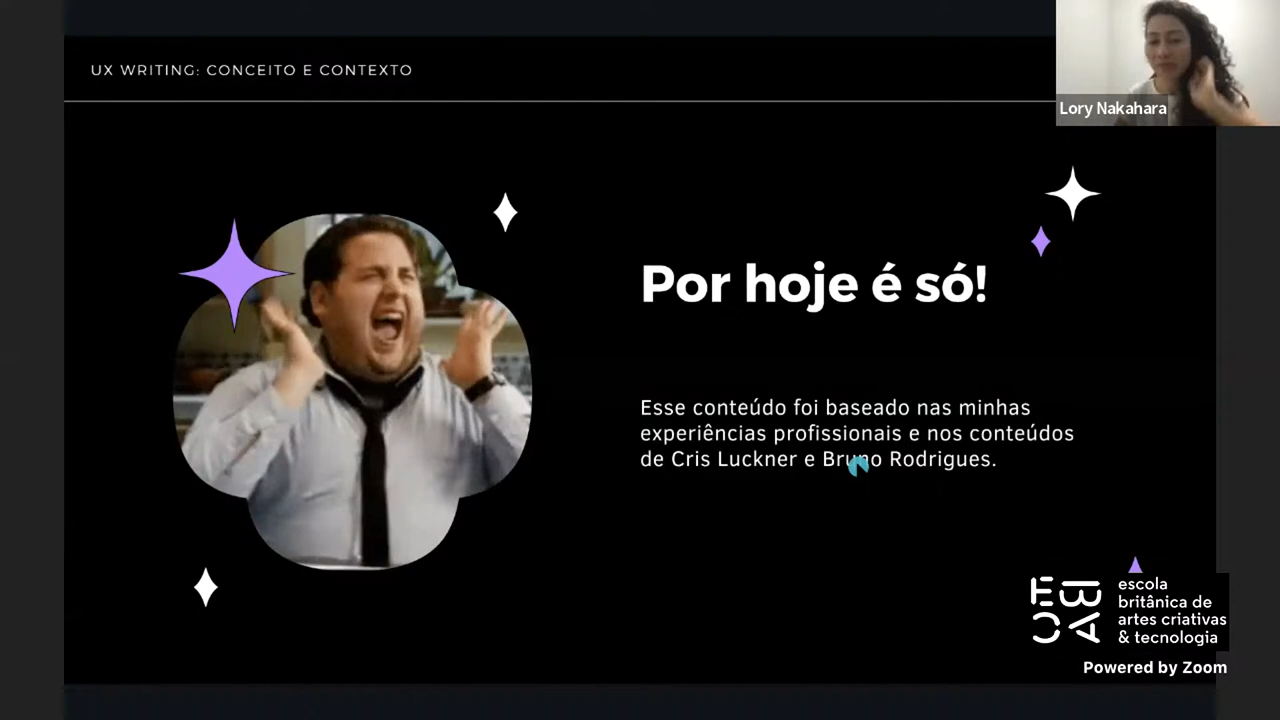 UX WRITING: CONCEITO E CONTEXTO
Lory Nakahara
Por hoje é só!
Esse conteúdo foi baseado nas minhas
experiências profissionais e nos conteúdos
de Cris Luckner e Bruno Rodrigues.
EBAC
escola
britânica de
artes criativas
& tecnologia
Powered by Zoom